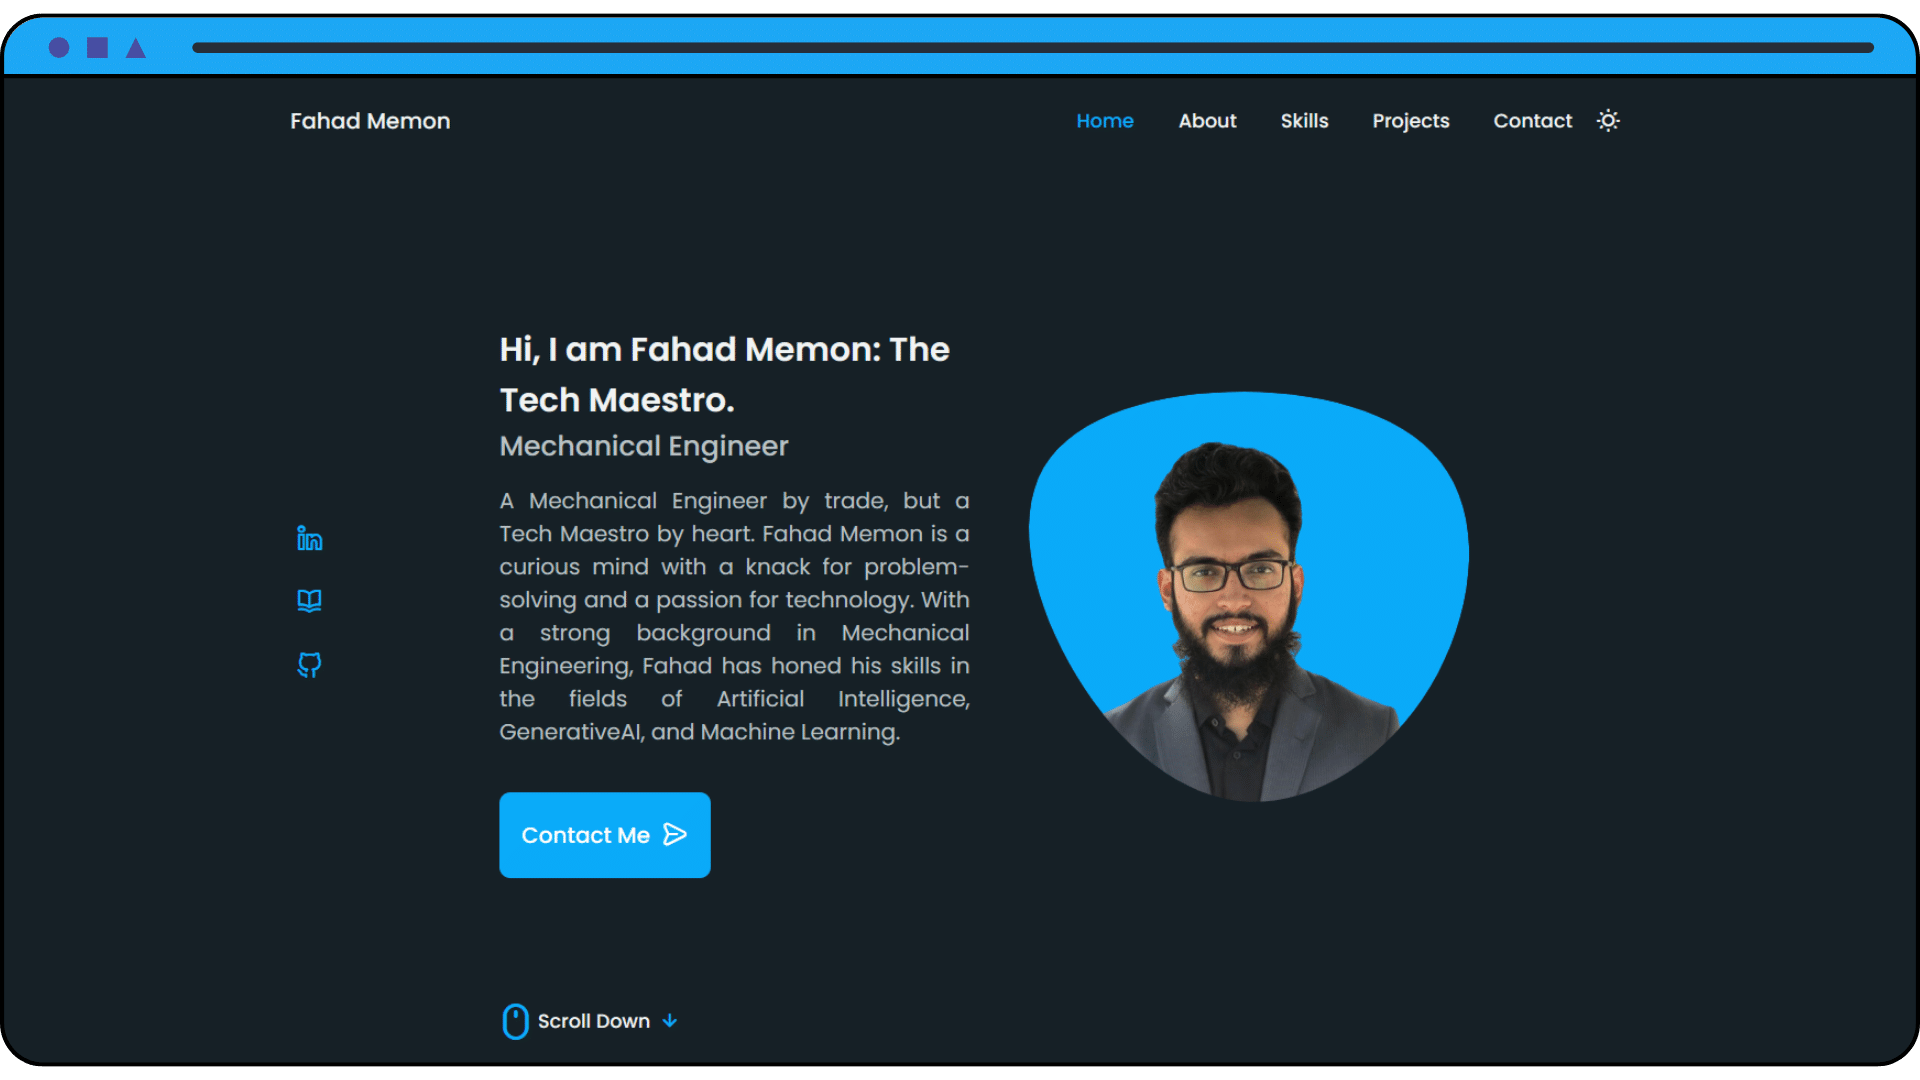 Fahad Memon
Home
About
Skills
Projects
Contact
Hi, I am Fahad Memon: The
Tech Maestro.
Mechanical Engineer
A Mechanical Engineer by trade, but a
Tech Maestro by heart. Fahad Memon is a
curious mind with a knack for problem-
solving and a passion for technology. With
a strong background in Mechanical
Engineering, Fahad has honed his skills in
the fields of Artificial Intelligence,
GenerativeAI, and Machine Learning.
Contact Me
Scroll Down